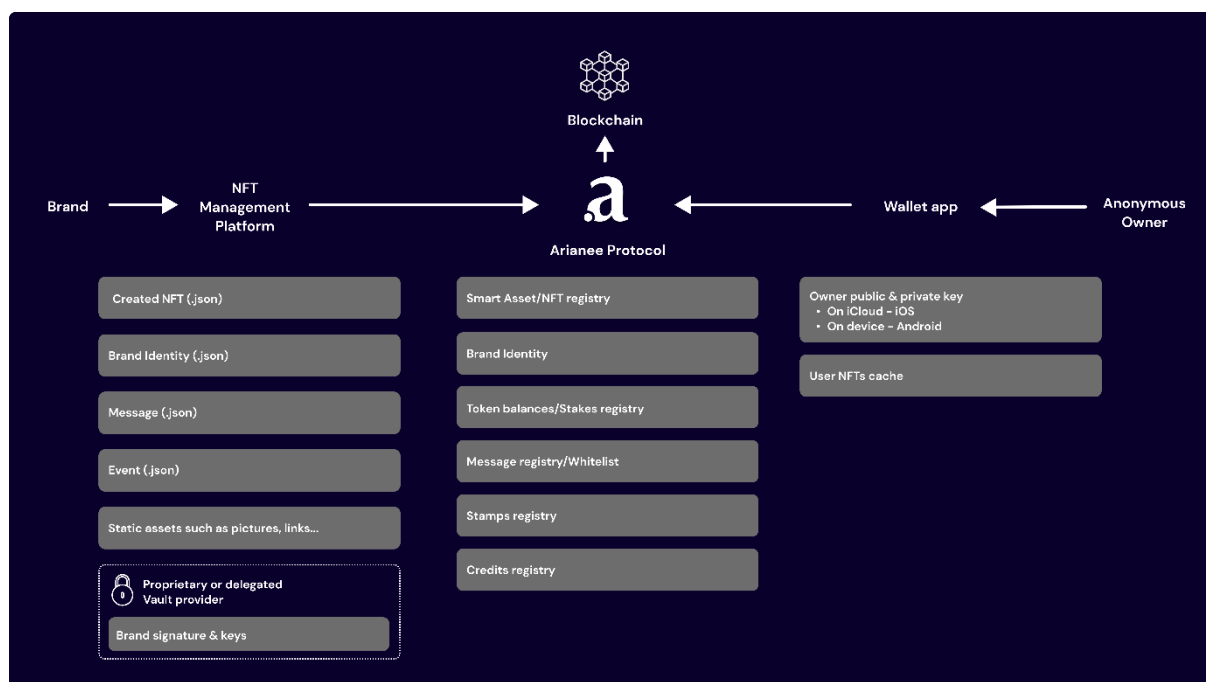 Blockchain
Brand
NFT
Management
Platform
.a
Arianee Protocol
Wallet app
Anonymous
Owner
Created NFT (.json)
Brand Identity (.json)
Message (.json)
Event (.json)
Static assets such as pictures, links...
Proprietary or delegated
Vault provider
Brand signature & keys
Smart Asset/NFT registry
Brand Identity
Token balances/Stakes registry
Message registry/Whitelist
Stamps registry
Credits registry
Owner public & private key
• On iCloud - iOS
• On device - Android
User NFTs cache